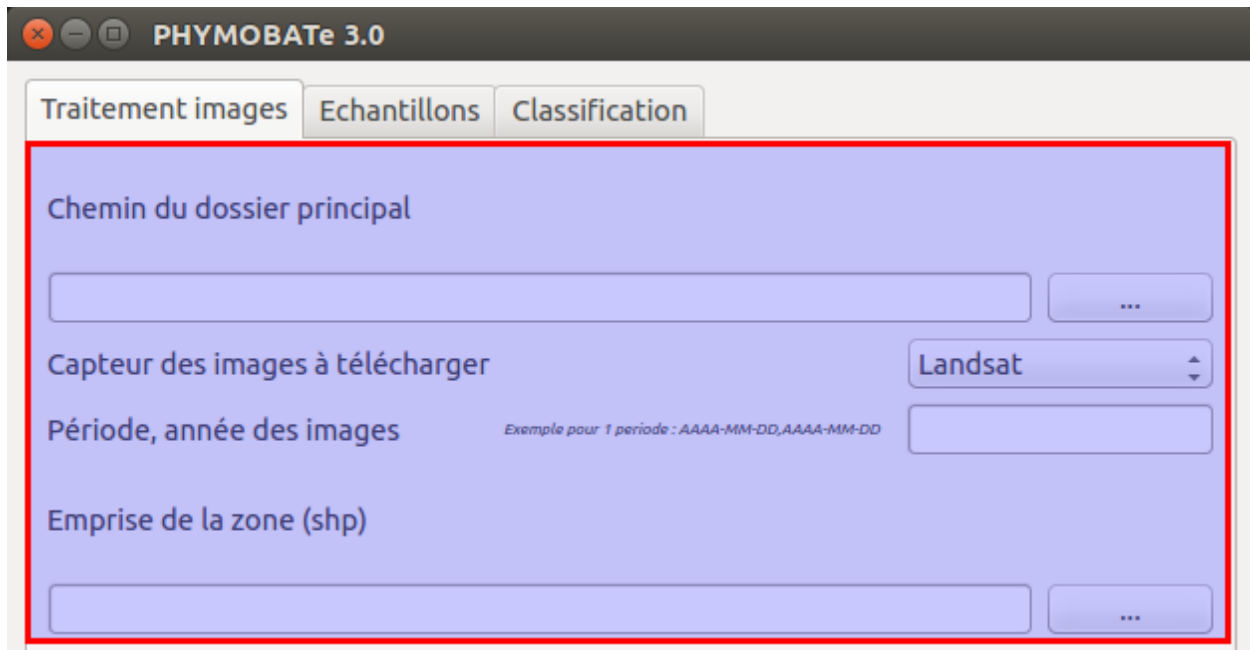 PHYMOBATe 3.0
Traitement images Echantillons Classification
Chemin du dossier principal
...
Capteur des images à télécharger Landsat
Période, année des images Exemple pour 1 periode : AAAA-MM-DD,AAAA-MM-DD
Emprise de la zone (shp)
...